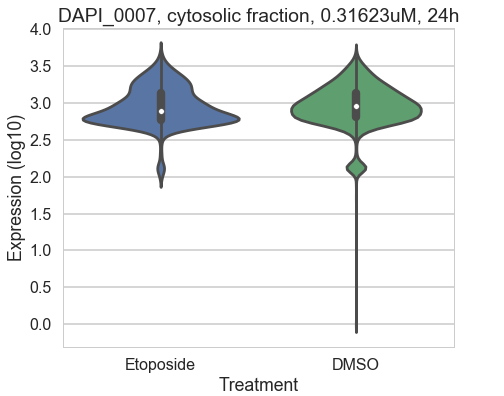 DAPI_0007, cytosolic fraction, 0.31623uM, 24h
Expression (log10)
4.0
3.5
3.0
2.5
2.0
1.5
1.0
0.5
0.0
Etoposide DMSO
Treatment